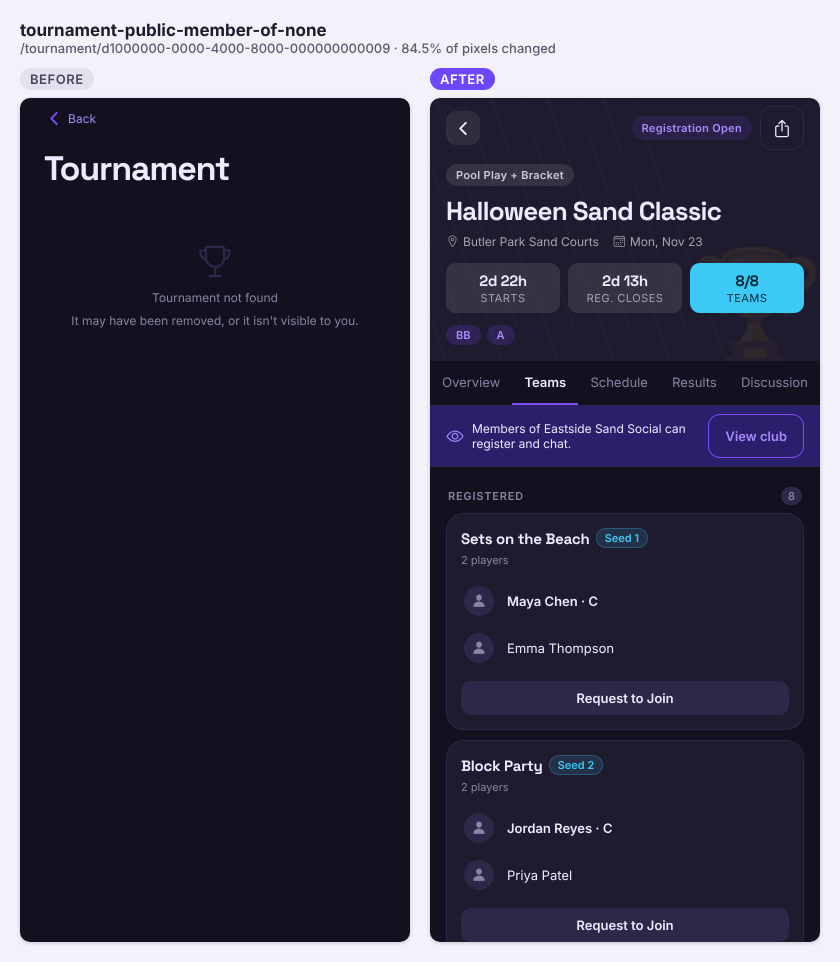 tournament-public-member-of-none
/tournament/d1000000-0000-4000-8000-000000000009 · 84.5% of pixels changed
BEFORE
Back
Tournament
Tournament not found
It may have been removed, or it isn't visible to you.
AFTER
Registration Open
Pool Play + Bracket
Halloween Sand Classic
Butler Park Sand Courts Mon, Nov 23
2d 22h
STARTS
2d 13h
REG. CLOSES
8/8
TEAMS
BB A
Overview Teams Schedule Results Discussion
Members of Eastside Sand Social can
register and chat.
View club
REGISTERED 8
Sets on the Beach Seed 1
2 players
Maya Chen · C
Emma Thompson
Request to Join
Block Party Seed 2
2 players
Jordan Reyes · C
Priya Patel
Request to Join